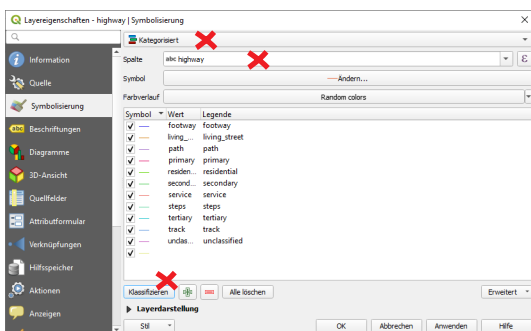 Layereigenschaften - highway | Symbolisierung
Kategorisiert
Information
Spalte abc highway ε
Symbol Ändern...
Quelle
Farbverlauf Random colors
Symbolisierung
Symbol Wert Legende
footway footway
abc Beschriftungen
living_... living_street
path path
Diagramme
primary primary
residen... residential
3D-Ansicht
second... secondary
service service
Quellfelder
steps steps
tertiary tertiary
Attributformular
track track
undas... unclassified
Verknüpfungen
Hilfsspeicher
Aktionen
Klassifizieren Alle löschen Erweitert
Anzeigen
Layerdarstellung
Stil OK Abbrechen Anwenden Hilfe